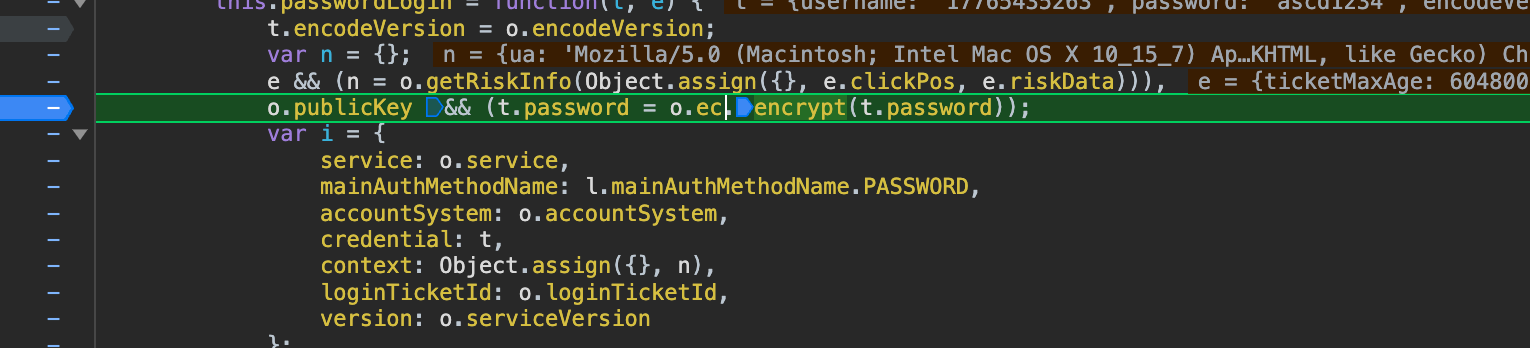 this.passwordLogin = function(t, e) { t = {username: '17765435263', password: 'ascd1234', encodeVe
t.encodeVersion = o.encodeVersion;
var n = {}; n = {ua: 'Mozilla/5.0 (Macintosh; Intel Mac OS X 10_15_7) Ap…KHTML, like Gecko) Ch
e && (n = o.getRiskInfo(Object.assign({}, e.clickPos, e.riskData))), e = {ticketMaxAge: 604800
o.publicKey && (t.password = o.ec.encrypt(t.password));
var i = {
service: o.service,
mainAuthMethodName: l.mainAuthMethodName.PASSWORD,
accountSystem: o.accountSystem,
credential: t,
context: Object.assign({}, n),
loginTicketId: o.loginTicketId,
version: o.serviceVersion
};